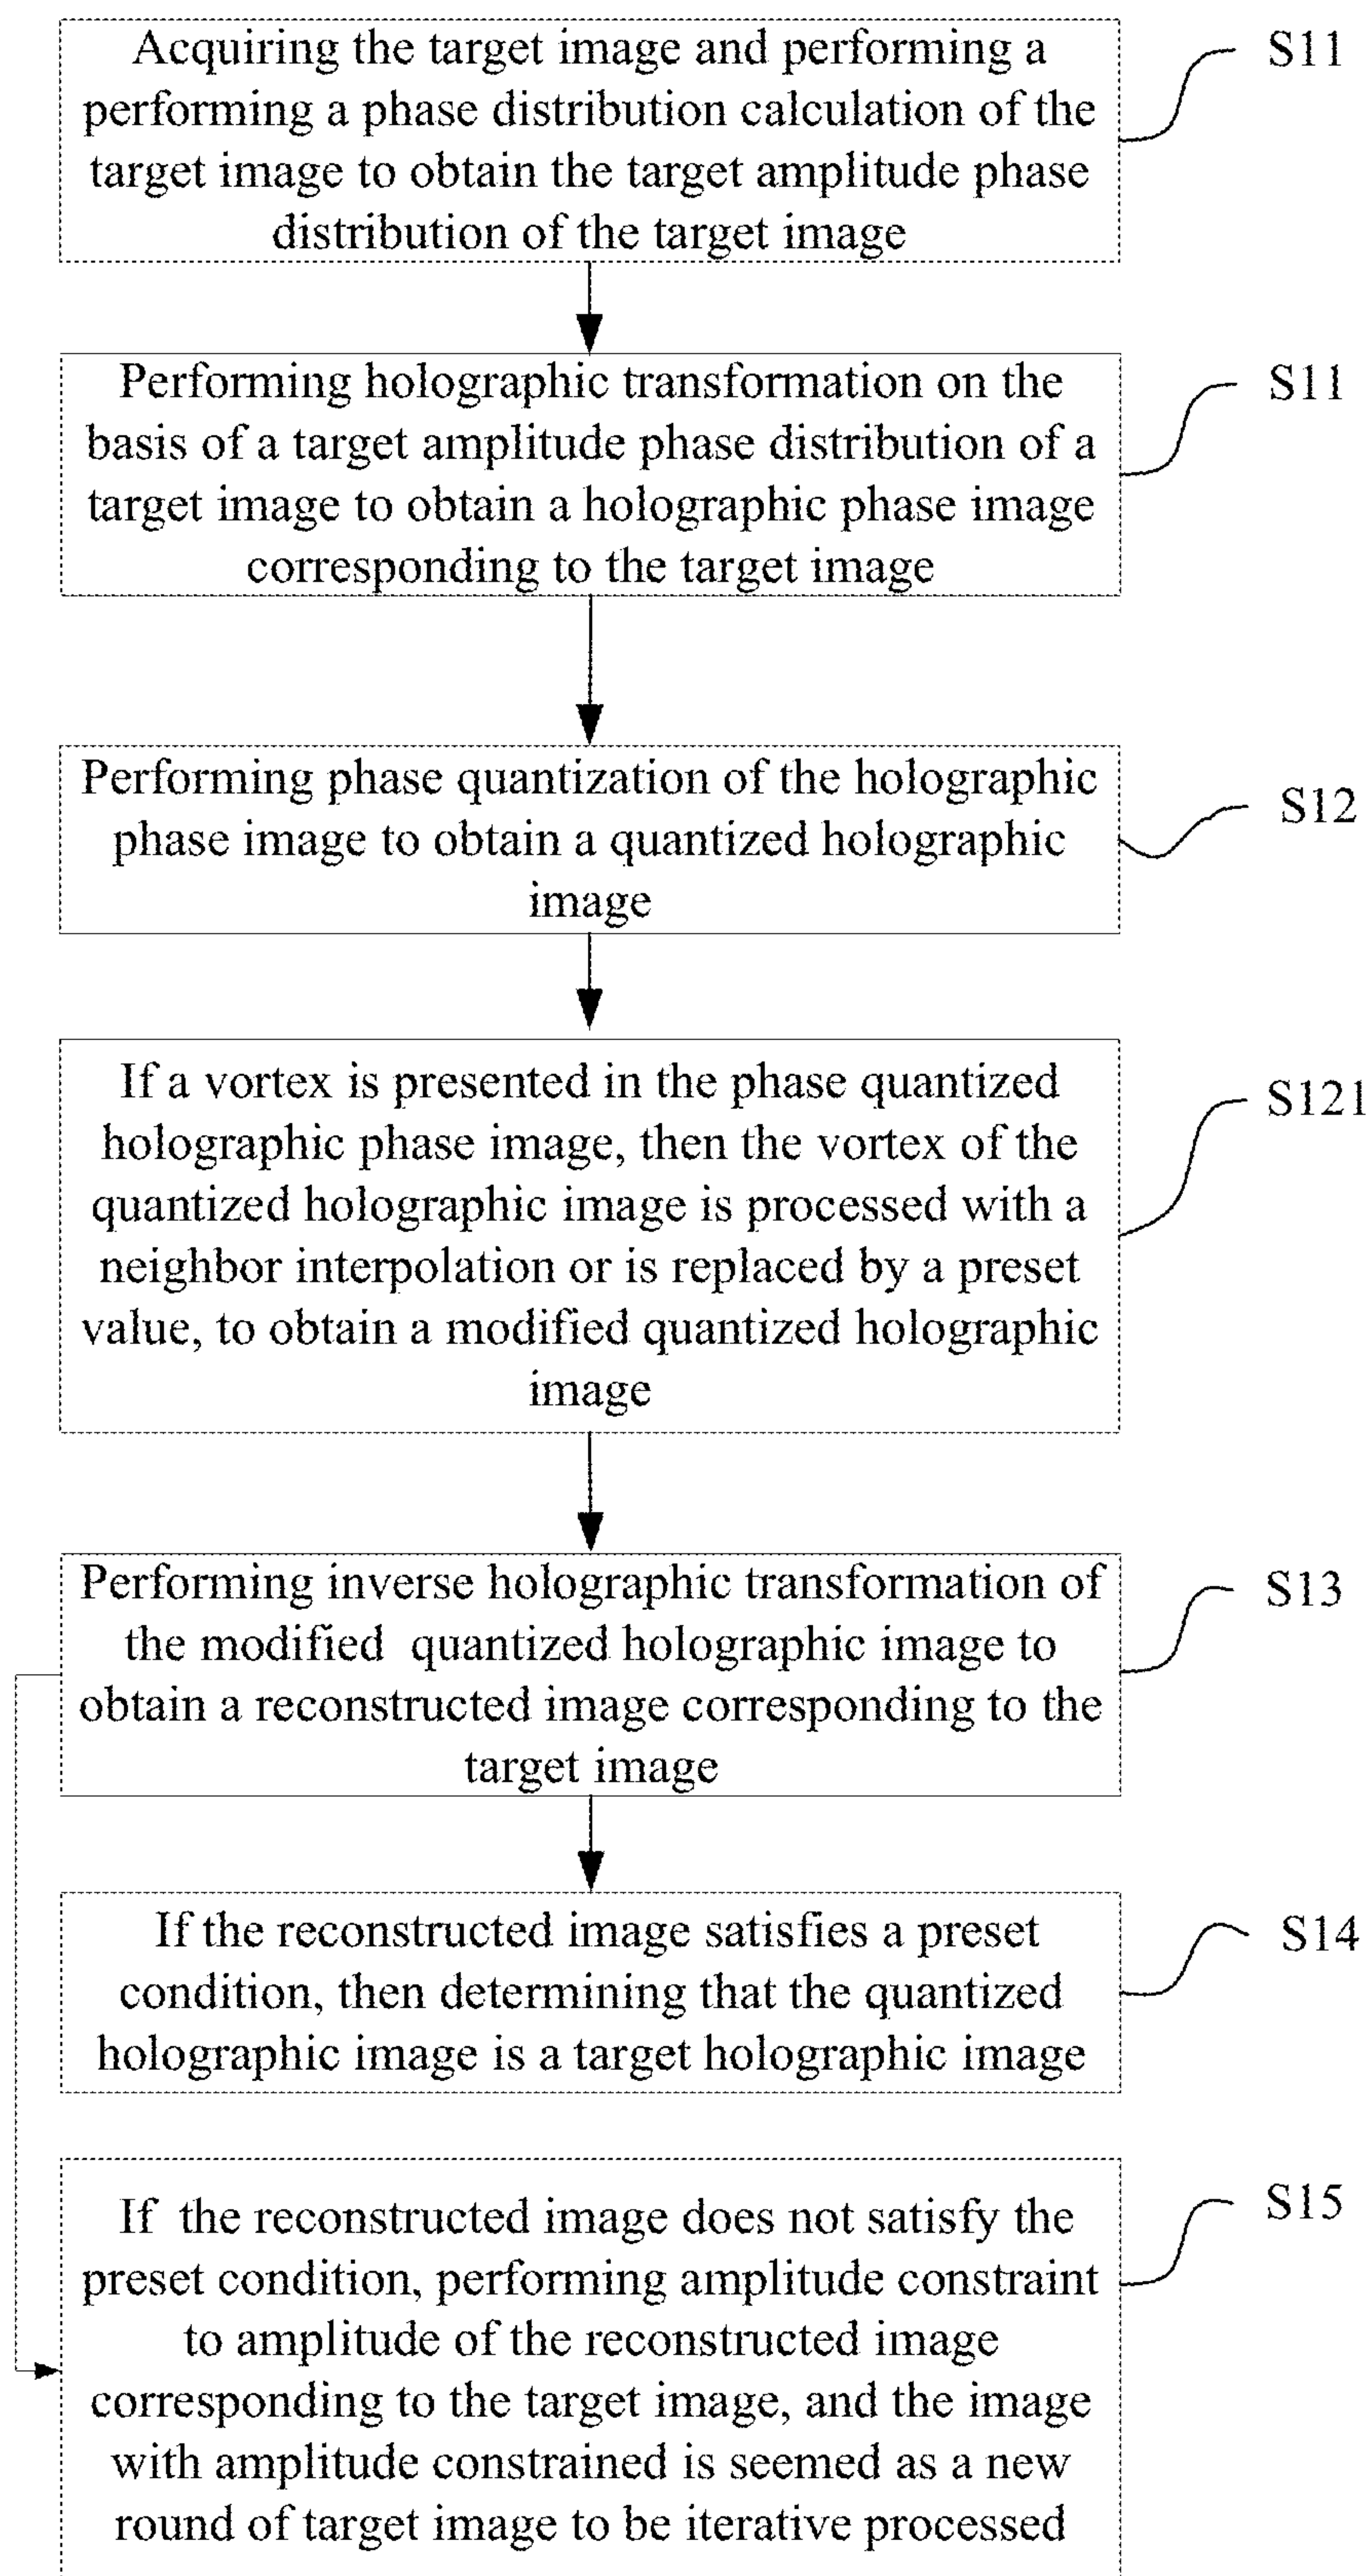 Acquiring the target image and performing a
performing a phase distribution calculation of the
target image to obtain the target amplitude phase
distribution of the target image
S11
Performing holographic transformation on the
basis of a target amplitude phase distribution of a
target image to obtain a holographic phase image
corresponding to the target image
S11
Performing phase quantization of the holographic
phase image to obtain a quantized holographic
image
S12
If a vortex is presented in the phase quantized
holographic phase image, then the vortex of the
quantized holographic image is processed with a
neighbor interpolation or is replaced by a preset
value, to obtain a modified quantized holographic
image
S121
Performing inverse holographic transformation of
the modified quantized holographic image to
obtain a reconstructed image corresponding to the
target image
S13
If the reconstructed image satisfies a preset
condition, then determining that the quantized
holographic image is a target holographic image
S14
If the reconstructed image does not satisfy the
preset condition, performing amplitude constraint
to amplitude of the reconstructed image
corresponding to the target image, and the image
with amplitude constrained is seemed as a new
round of target image to be iterative processed
S15